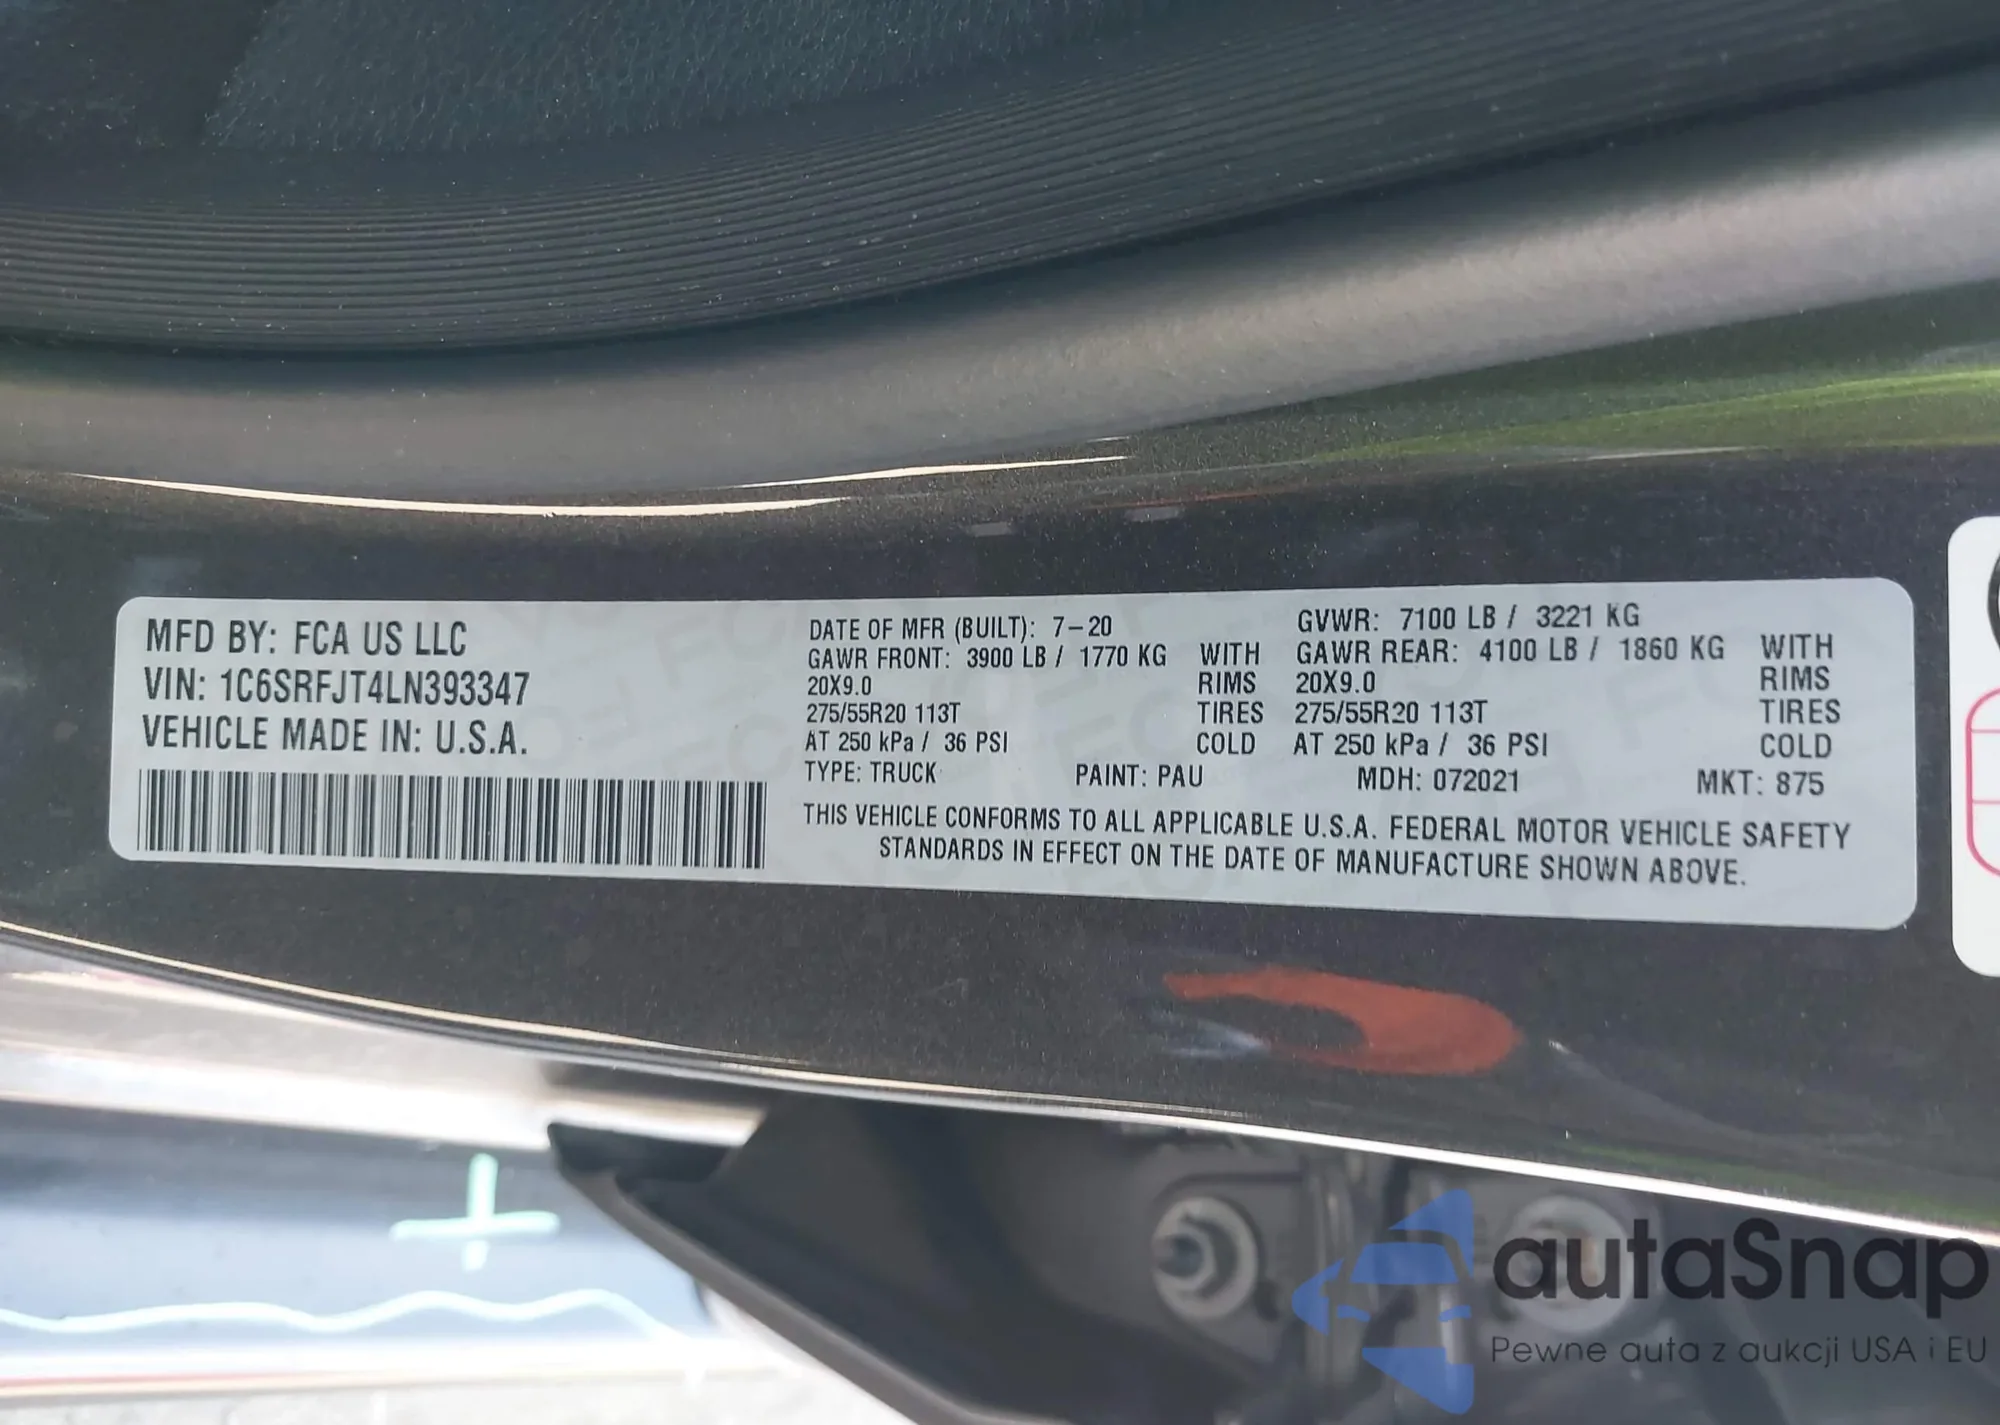 MFD BY: FCA US LLC
VIN: 1C6SRFJT4LN393347
VEHICLE MADE IN: U.S.A.
DATE OF MFR (BUILT): 7-20 GVWR: 7100 LB / 3221 KG
GAWR FRONT: 3900 LB / 1770 KG WITH GAWR REAR: 4100 LB / 1860 KG WITH
20X9.0 RIMS 20X9.0 RIMS
275/55R20 113T TIRES 275/55R20 113T TIRES
AT 250 kPa / 36 PSI COLD AT 250 kPa / 36 PSI COLD
TYPE: TRUCK PAINT: PAU MDH: 072021 MKT: 875
THIS VEHICLE CONFORMS TO ALL APPLICABLE U.S.A. FEDERAL MOTOR VEHICLE SAFETY
STANDARDS IN EFFECT ON THE DATE OF MANUFACTURE SHOWN ABOVE.
autaSnap
Pewne auta z aukcji USA i EU